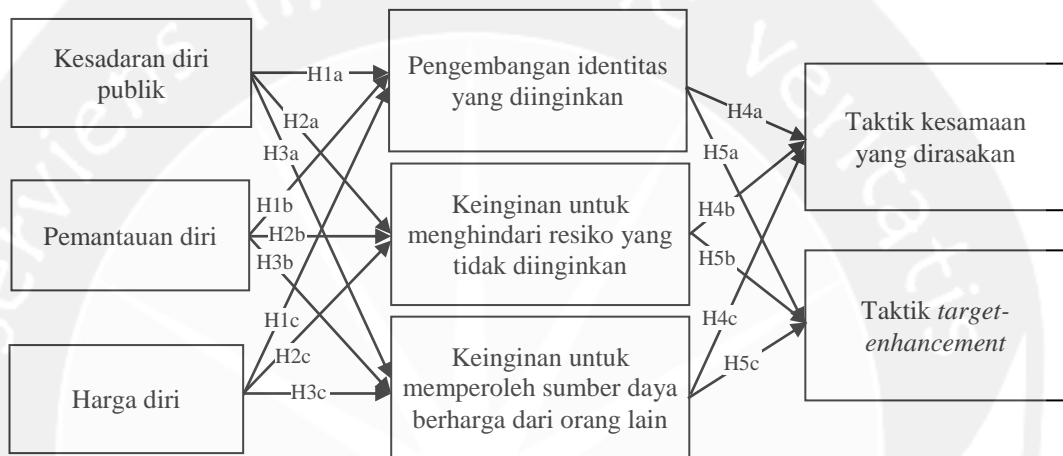 Kesadaran diri
publik
Pemantauan diri
Harga diri
H1a
H2a
H3a
H1b
H2b
H3b
H1c
H2c
H3c
Pengembangan identitas
yang diinginkan
Keinginan untuk
menghindari resiko yang
tidak diinginkan
Keinginan untuk
memperoleh sumber daya
berharga dari orang lain
H4a
H5a
H4b
H5b
H4c
H5c
Taktik kesamaan
yang dirasakan
Taktik target-
enhancement